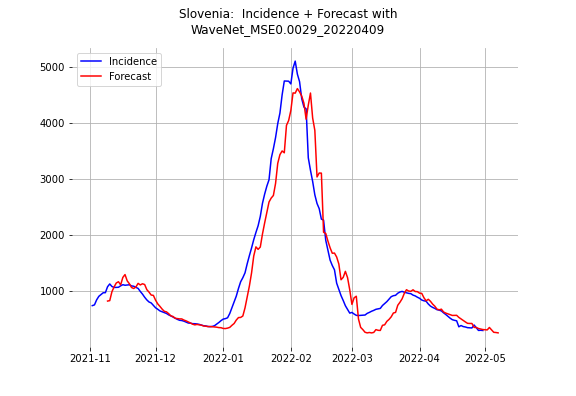 Slovenia:  Incidence + Forecast with
WaveNet_MSE0.0029_20220409
Incidence
Forecast
5000
4000
3000
2000
1000
2021-11 2021-12 2022-01 2022-02 2022-03 2022-04 2022-05